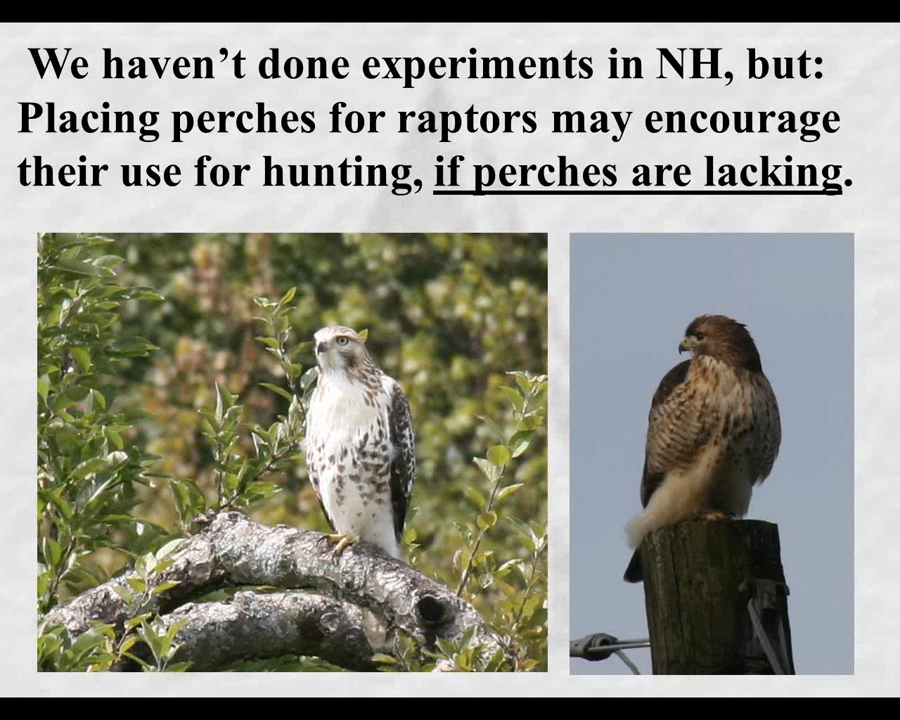 We haven’t done experiments in NH, but:
Placing perches for raptors may encourage
their use for hunting, if perches are lacking.